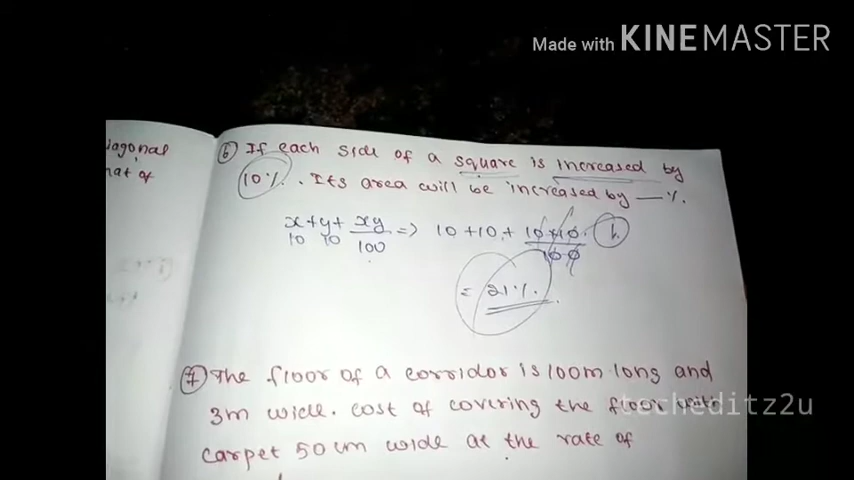 Made with KINEMASTER
iagonal
hat of
⑥ If each side of a square is increased by
10%. Its area will be increased by — %.
x+y+ xy/100 => 10+10+ 10×10/100
10 10
= 21%.
⑦ The floor of a corridor is 100m long and
3m wide. cost of covering the floor with
techeditz2u
carpet 50cm wide at the rate of